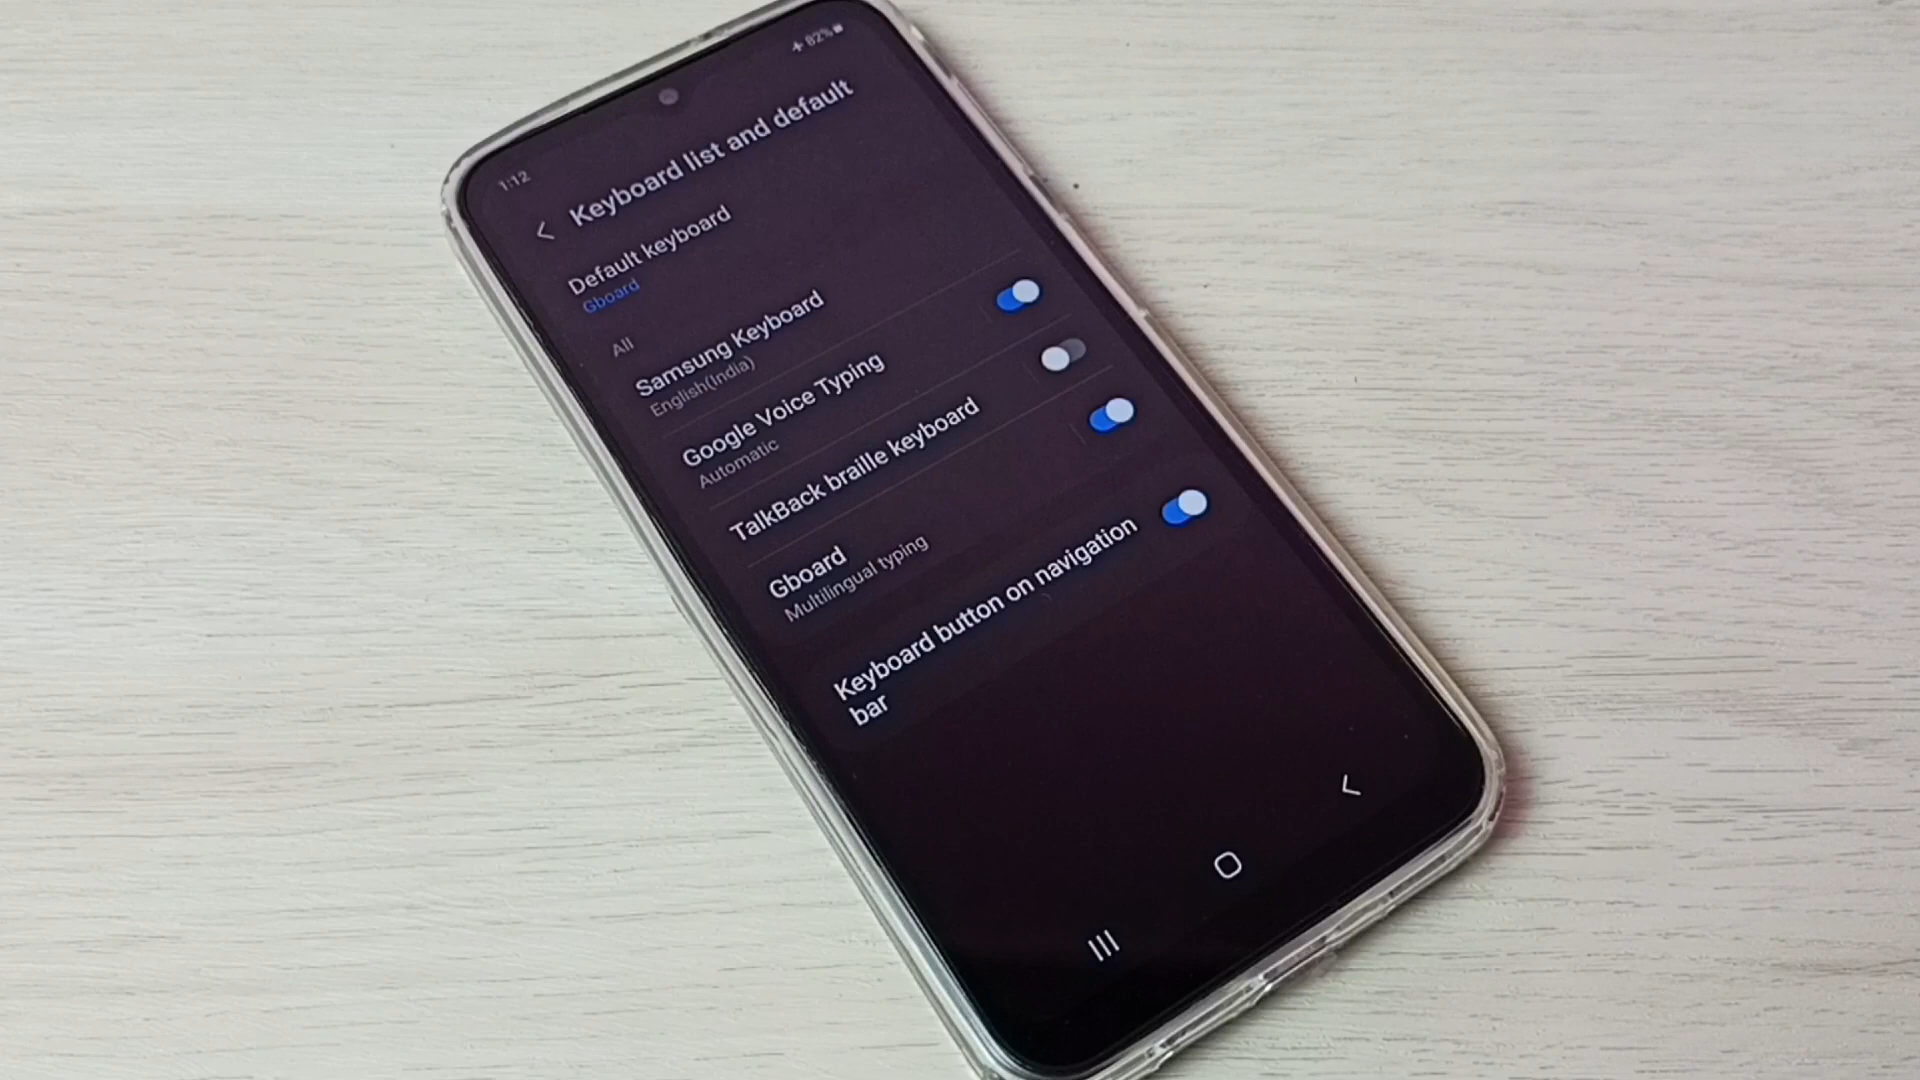 1:12
82%
Keyboard list and default
Default keyboard
Gboard
All
Samsung Keyboard
English(India)
Google Voice Typing
Automatic
TalkBack braille keyboard
Gboard
Multilingual typing
Keyboard button on navigation
bar